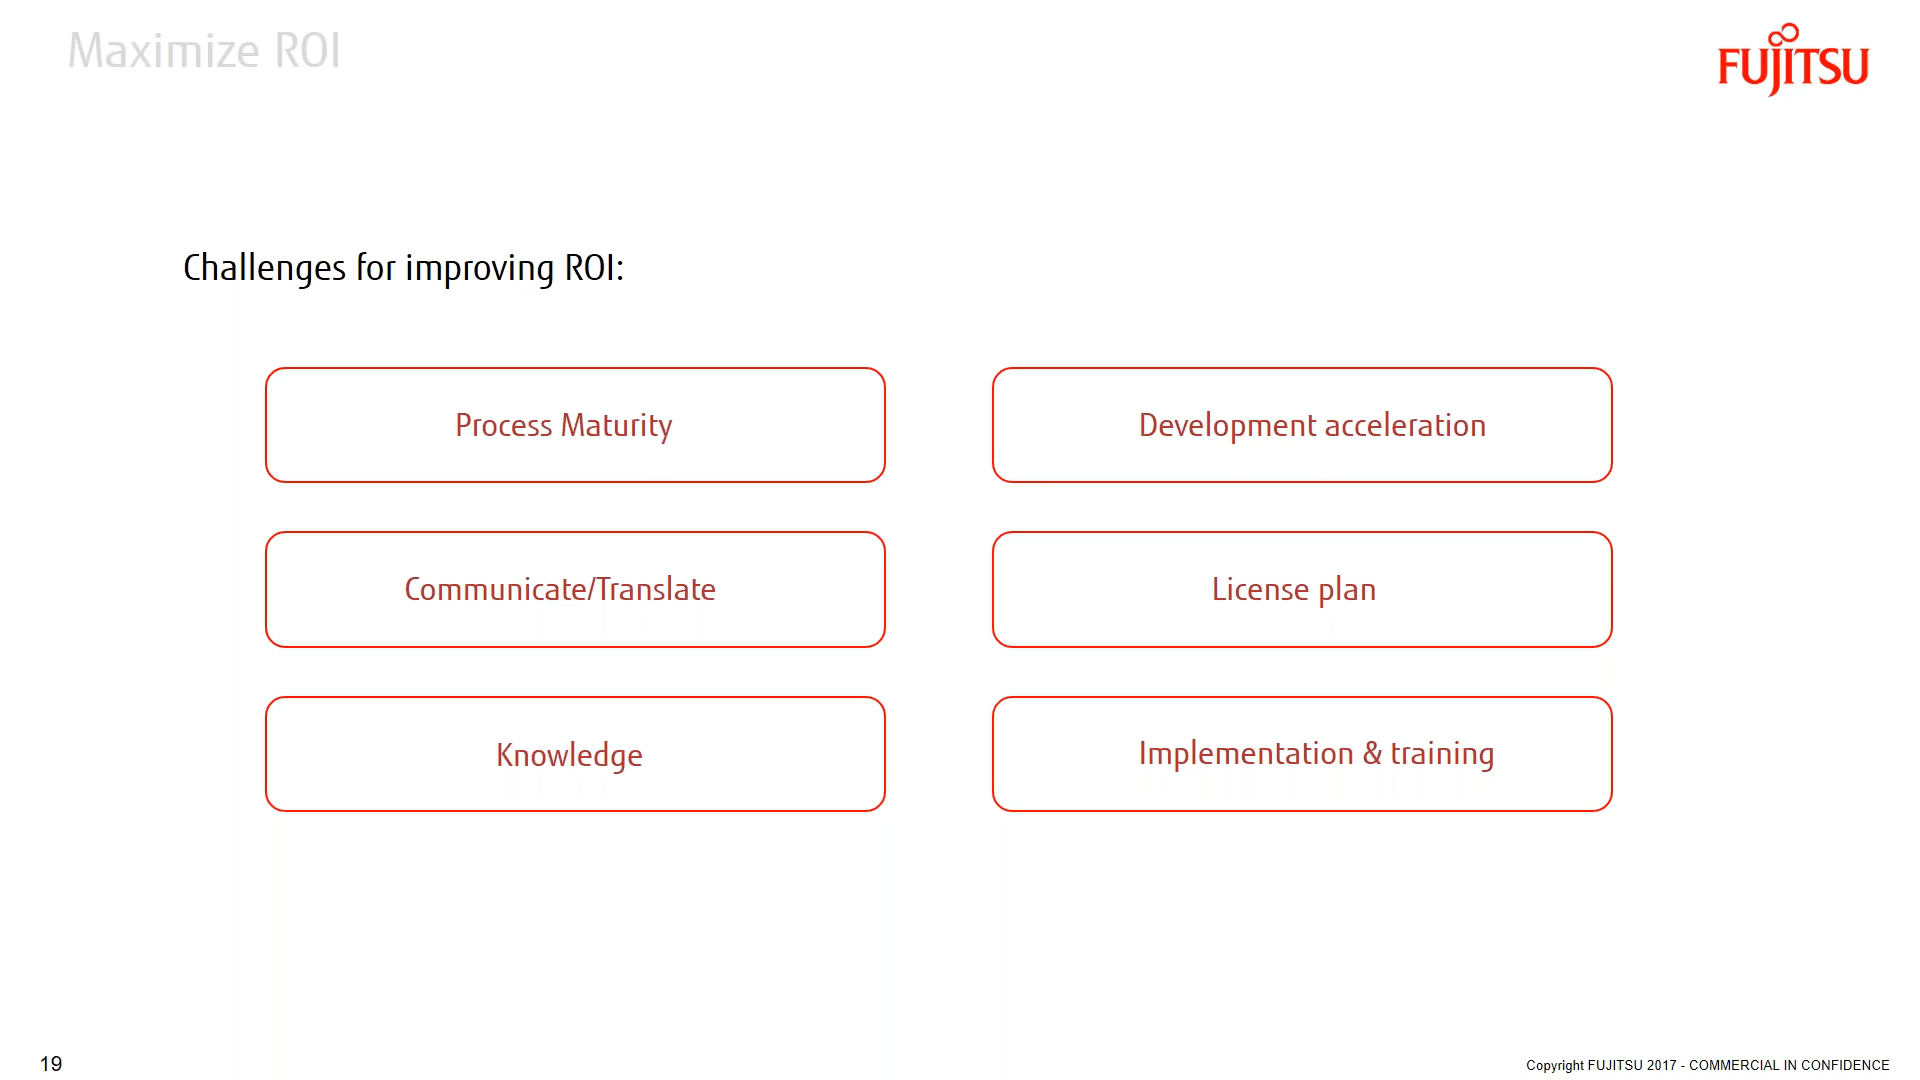 Maximize ROI
FUJITSU
Challenges for improving ROI:
Process Maturity
Development acceleration
Communicate/Translate
License plan
Knowledge
Implementation & training
19
Copyright FUJITSU 2017 - COMMERCIAL IN CONFIDENCE